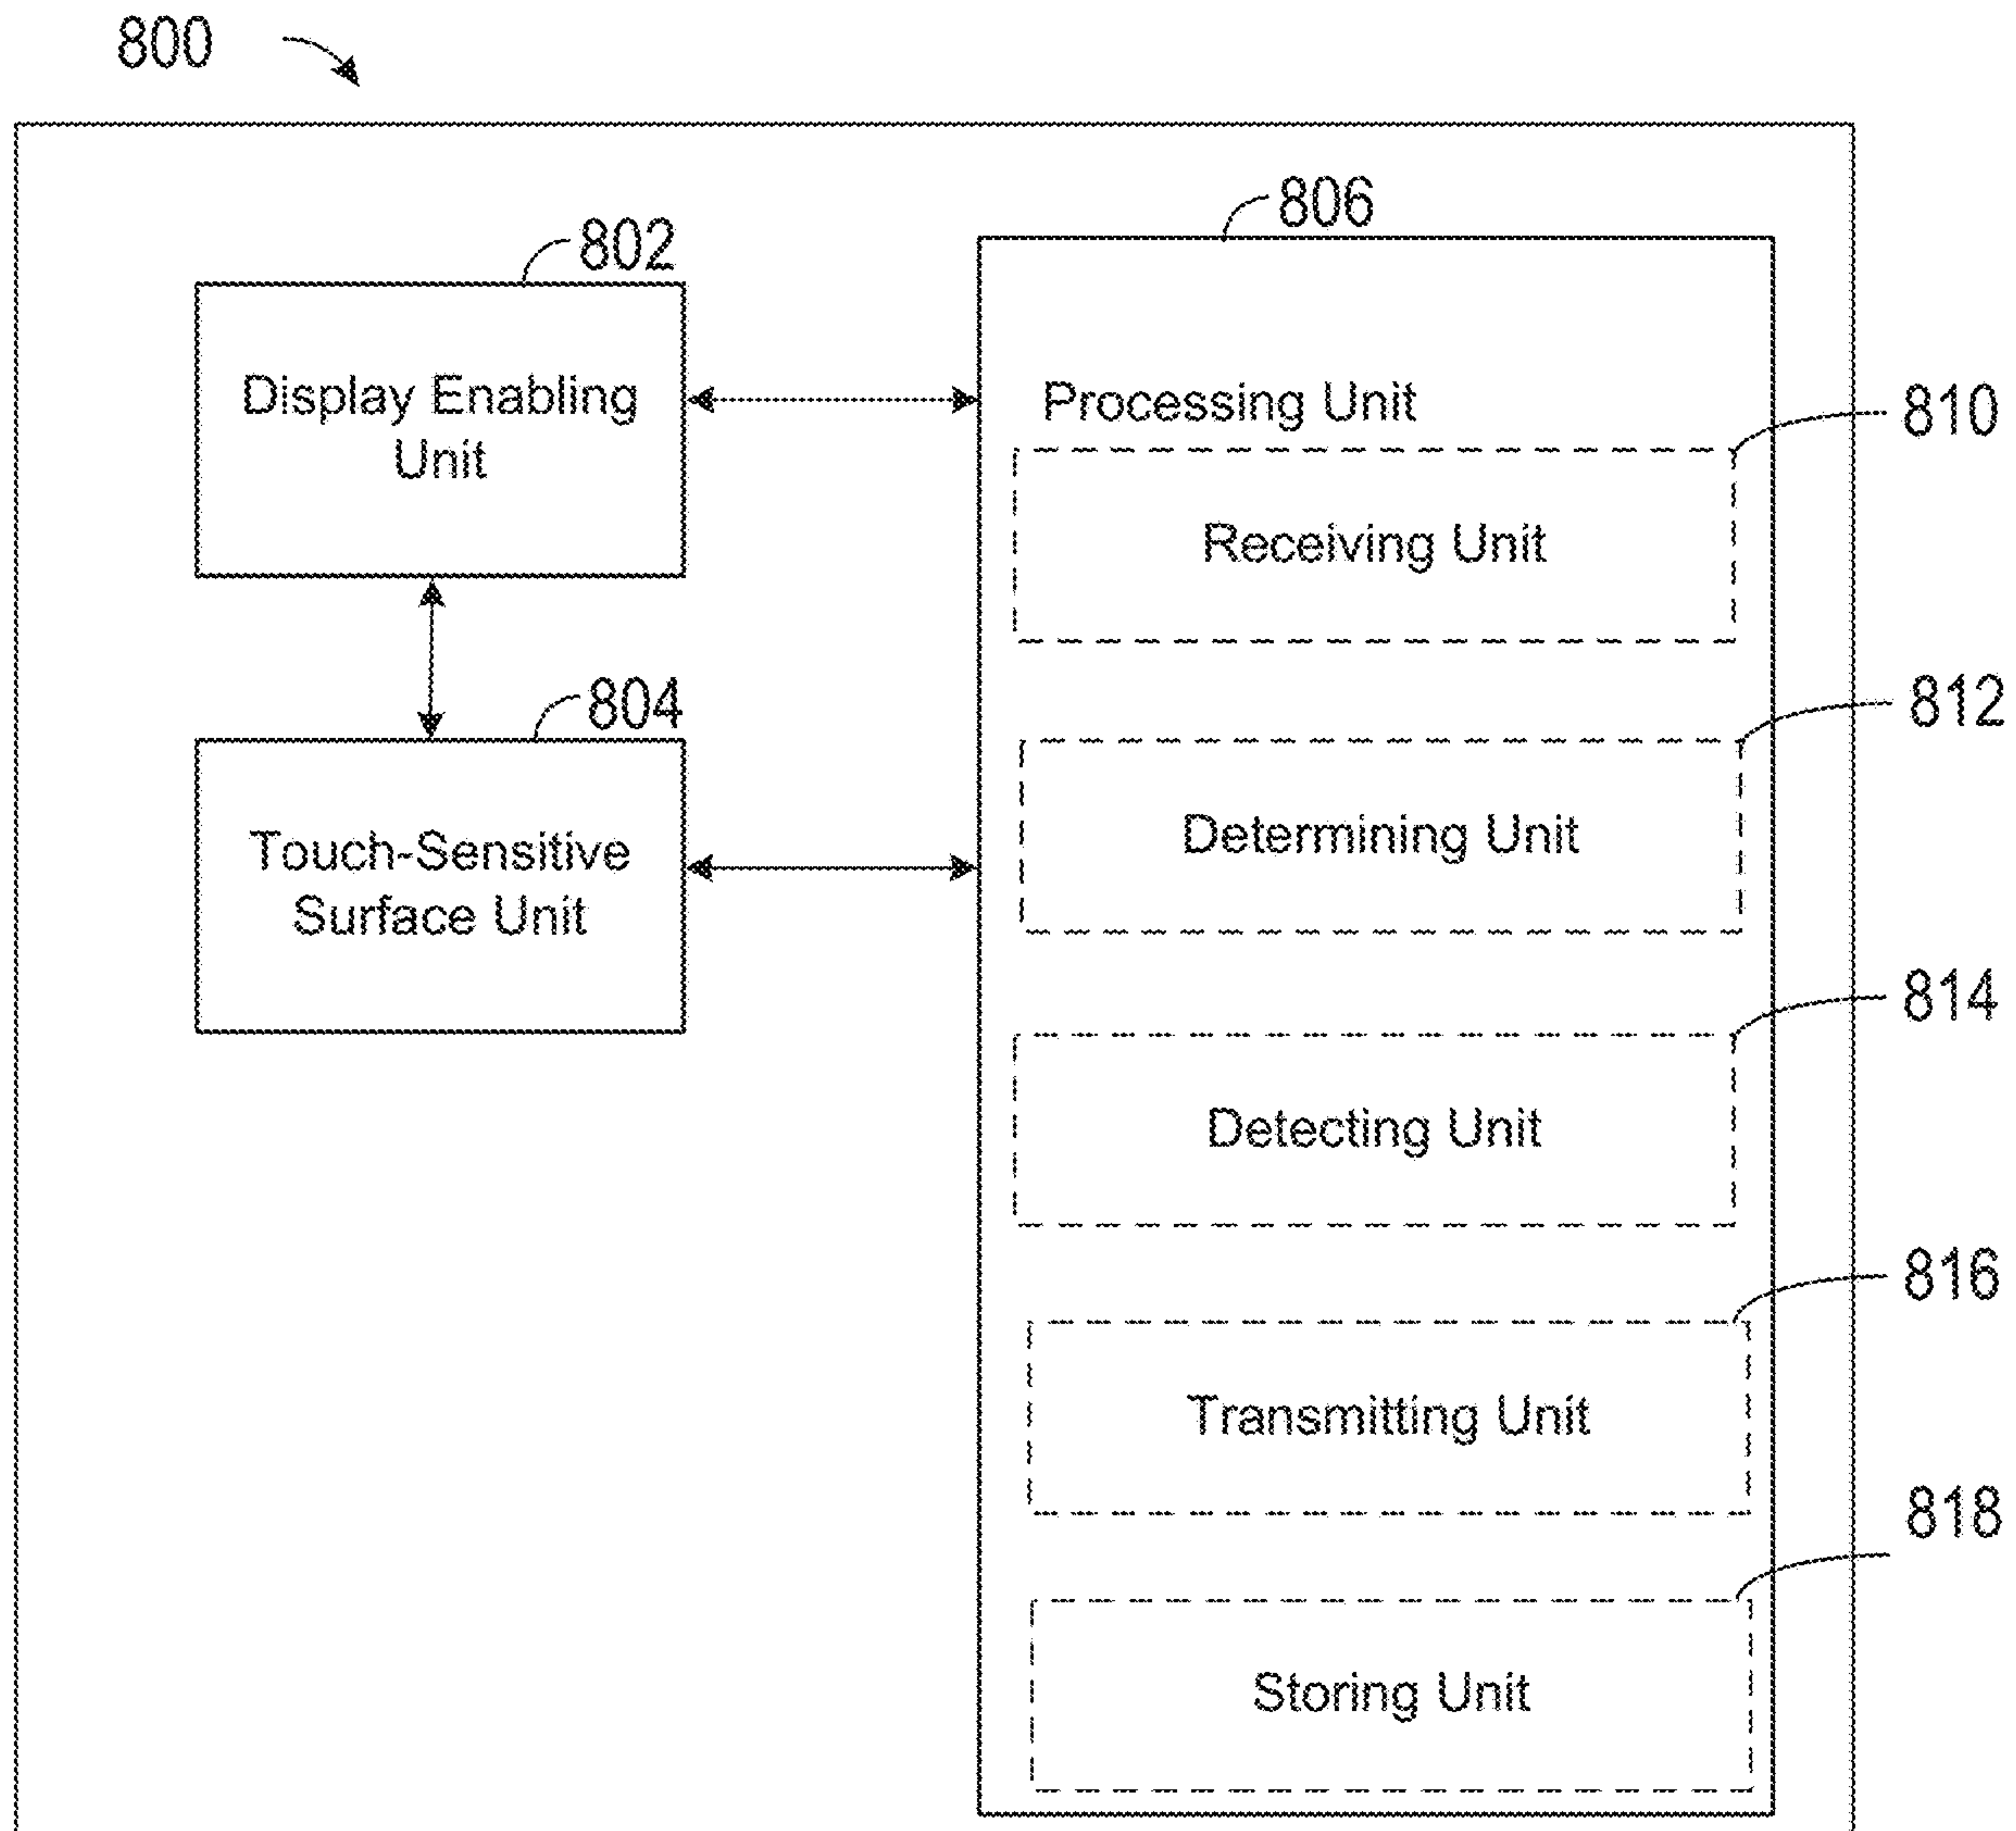 800
806
802
Display Enabling
Unit
Processing Unit
810
Receiving Unit
804
812
Touch-Sensitive
Surface Unit
Determining Unit
814
Detecting Unit
816
Transmitting Unit
818
Storing Unit